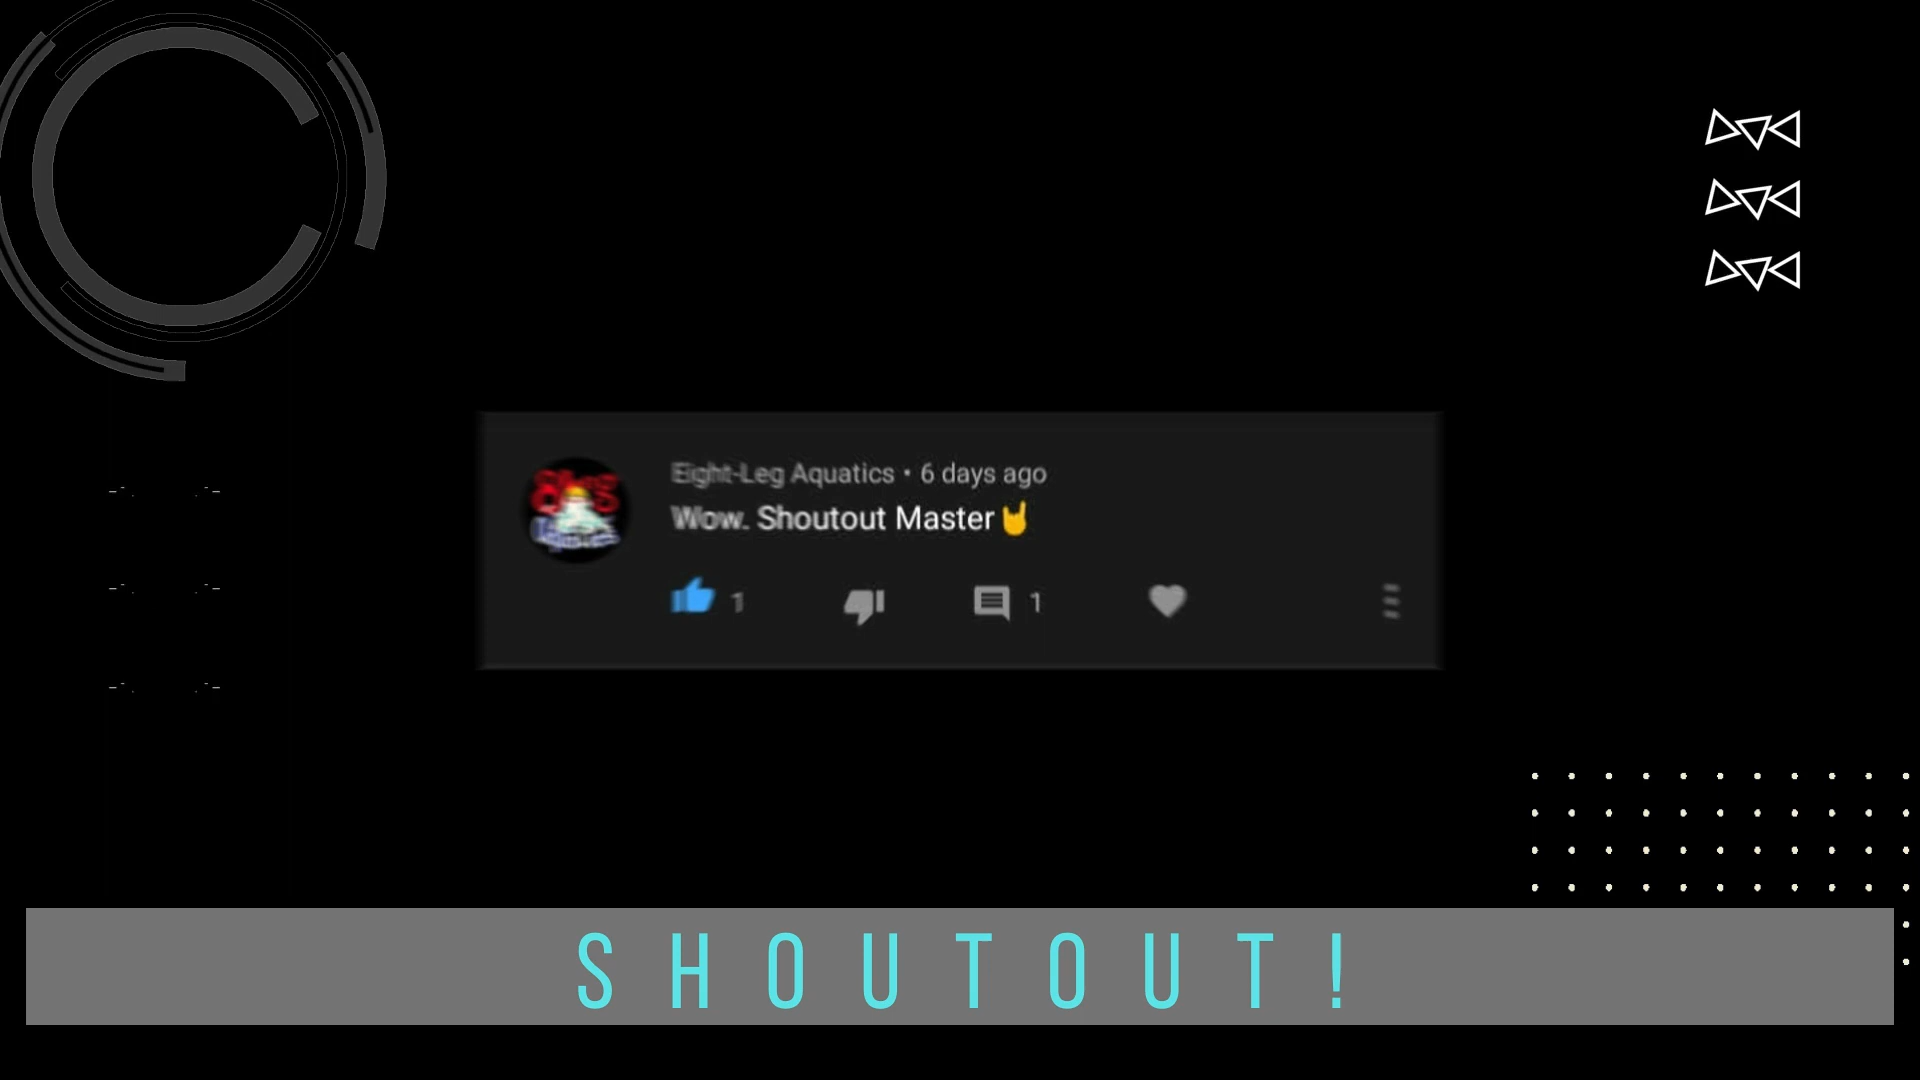 Eight-Leg Aquatics • 6 days ago
Wow. Shoutout Master🤘
1
1
SHOUTOUT!